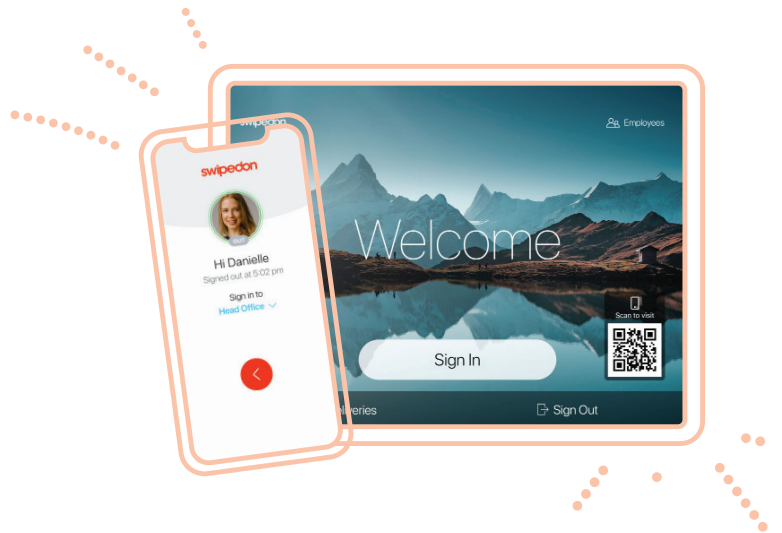 swipedon
OUT
Hi Danielle
Signed out at 5:02 pm
Sign in to
Head Office
swipedon
Employees
Welcome
Scan to visit
Sign In
liveries
Sign Out